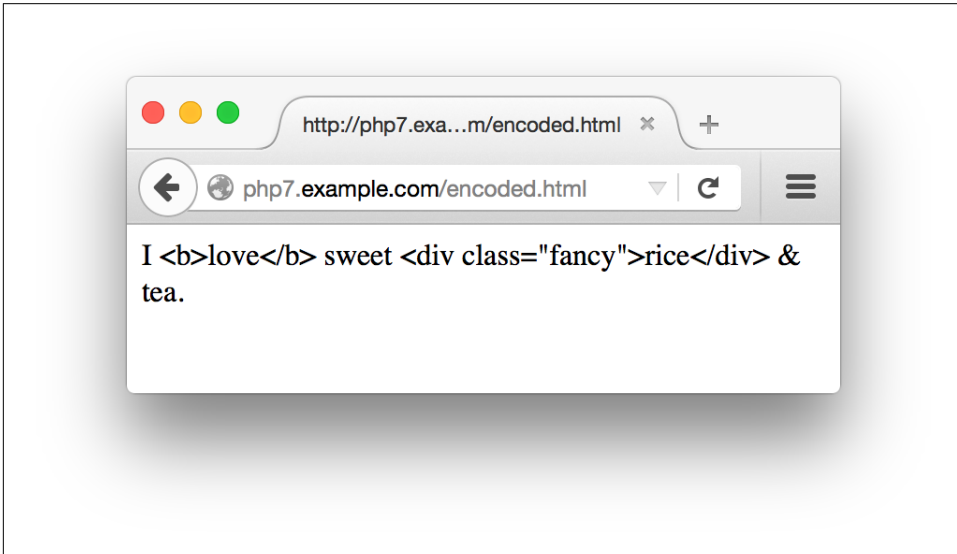 http://php7.exa…m/encoded.html
php7.example.com/encoded.html
I <b>love</b> sweet <div class="fancy">rice</div> &
tea.